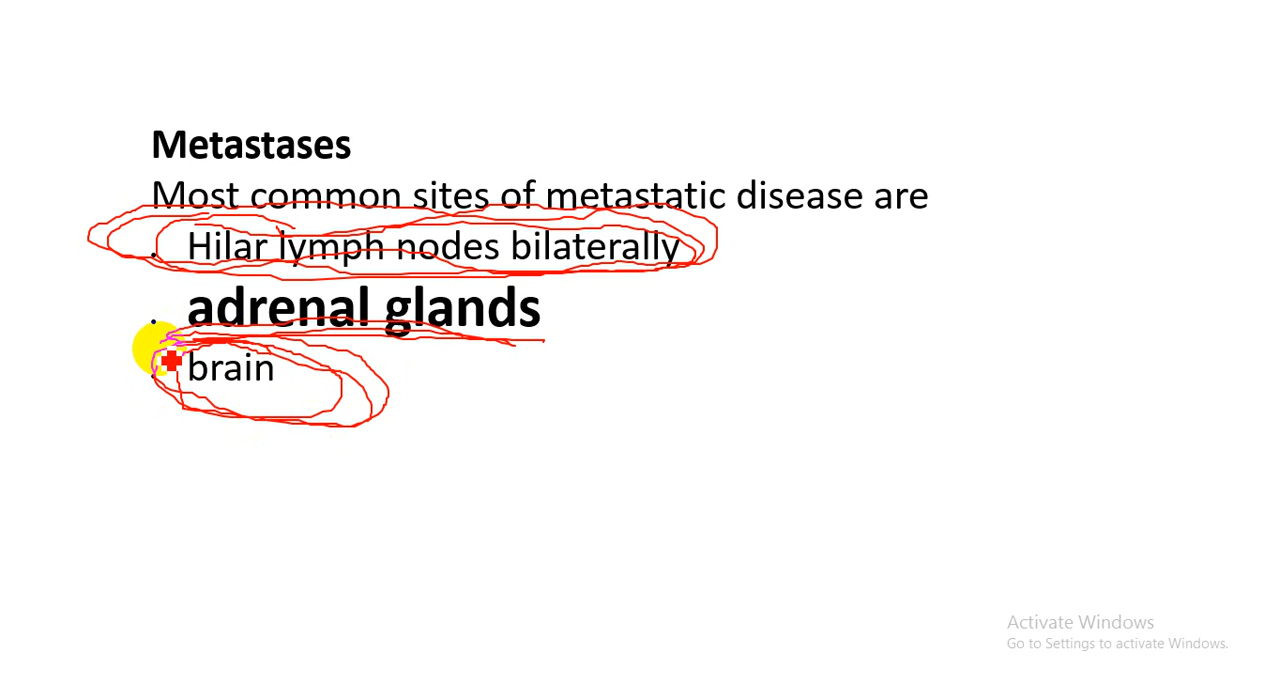 Metastases
Most common sites of metastatic disease are
. Hilar lymph nodes bilaterally
. adrenal glands
. brain
Activate Windows
Go to Settings to activate Windows.